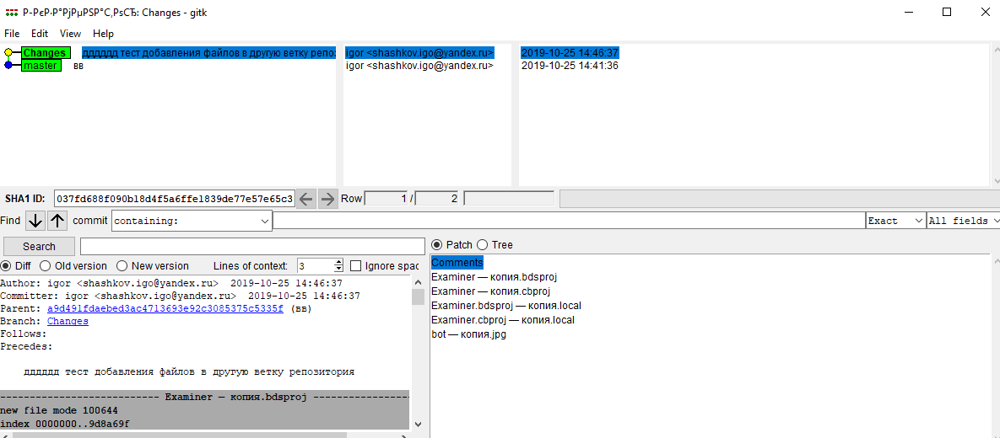 Р·РєР·Р°РјРµРЅР°С‚РѕСЂ: Changes - gitk
File Edit View Help
Changes дддддд тест добавления файлов в другую ветку репоз igor <shashkov.igo@yandex.ru> 2019-10-25 14:46:37
master вв igor <shashkov.igo@yandex.ru> 2019-10-25 14:41:36
SHA1 ID: 037fd688f090b18d4f5a6ffe1839de77e57e65c3 Row 1 / 2
Find commit containing: Exact All fields
Search
Diff Old version New version Lines of context: 3 Ignore spac
Author: igor <shashkov.igo@yandex.ru> 2019-10-25 14:46:37
Committer: igor <shashkov.igo@yandex.ru> 2019-10-25 14:46:37
Parent: a9d491fdaebed3ac4713693e92c3085375c5335f (вв)
Branch: Changes
Follows:
Precedes:
дддддд тест добавления файлов в другую ветку репозитория
--------------------------- Examiner — копия.bdsproj ----------------
new file mode 100644
index 0000000..9d8a69f
Patch Tree
Comments
Examiner — копия.bdsproj
Examiner — копия.cbproj
Examiner.bdsproj — копия.local
Examiner.cbproj — копия.local
bot — копия.jpg